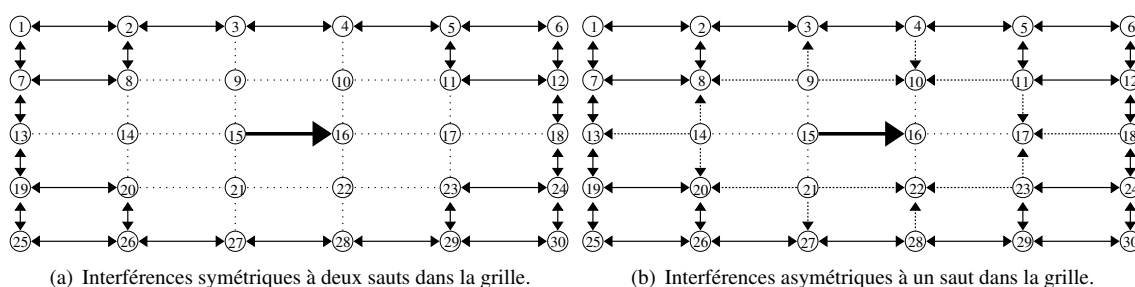 1 2 3 4 5 6 1 2 3 4 5 6
7 8 9 10 11 12 7 8 9 10 11 12
13 14 15 16 17 18 13 14 15 16 17 18
19 20 21 22 23 24 19 20 21 22 23 24
25 26 27 28 29 30 25 26 27 28 29 30
(a) Interférences symétriques à deux sauts dans la grille. (b) Interférences asymétriques à un saut dans la grille.